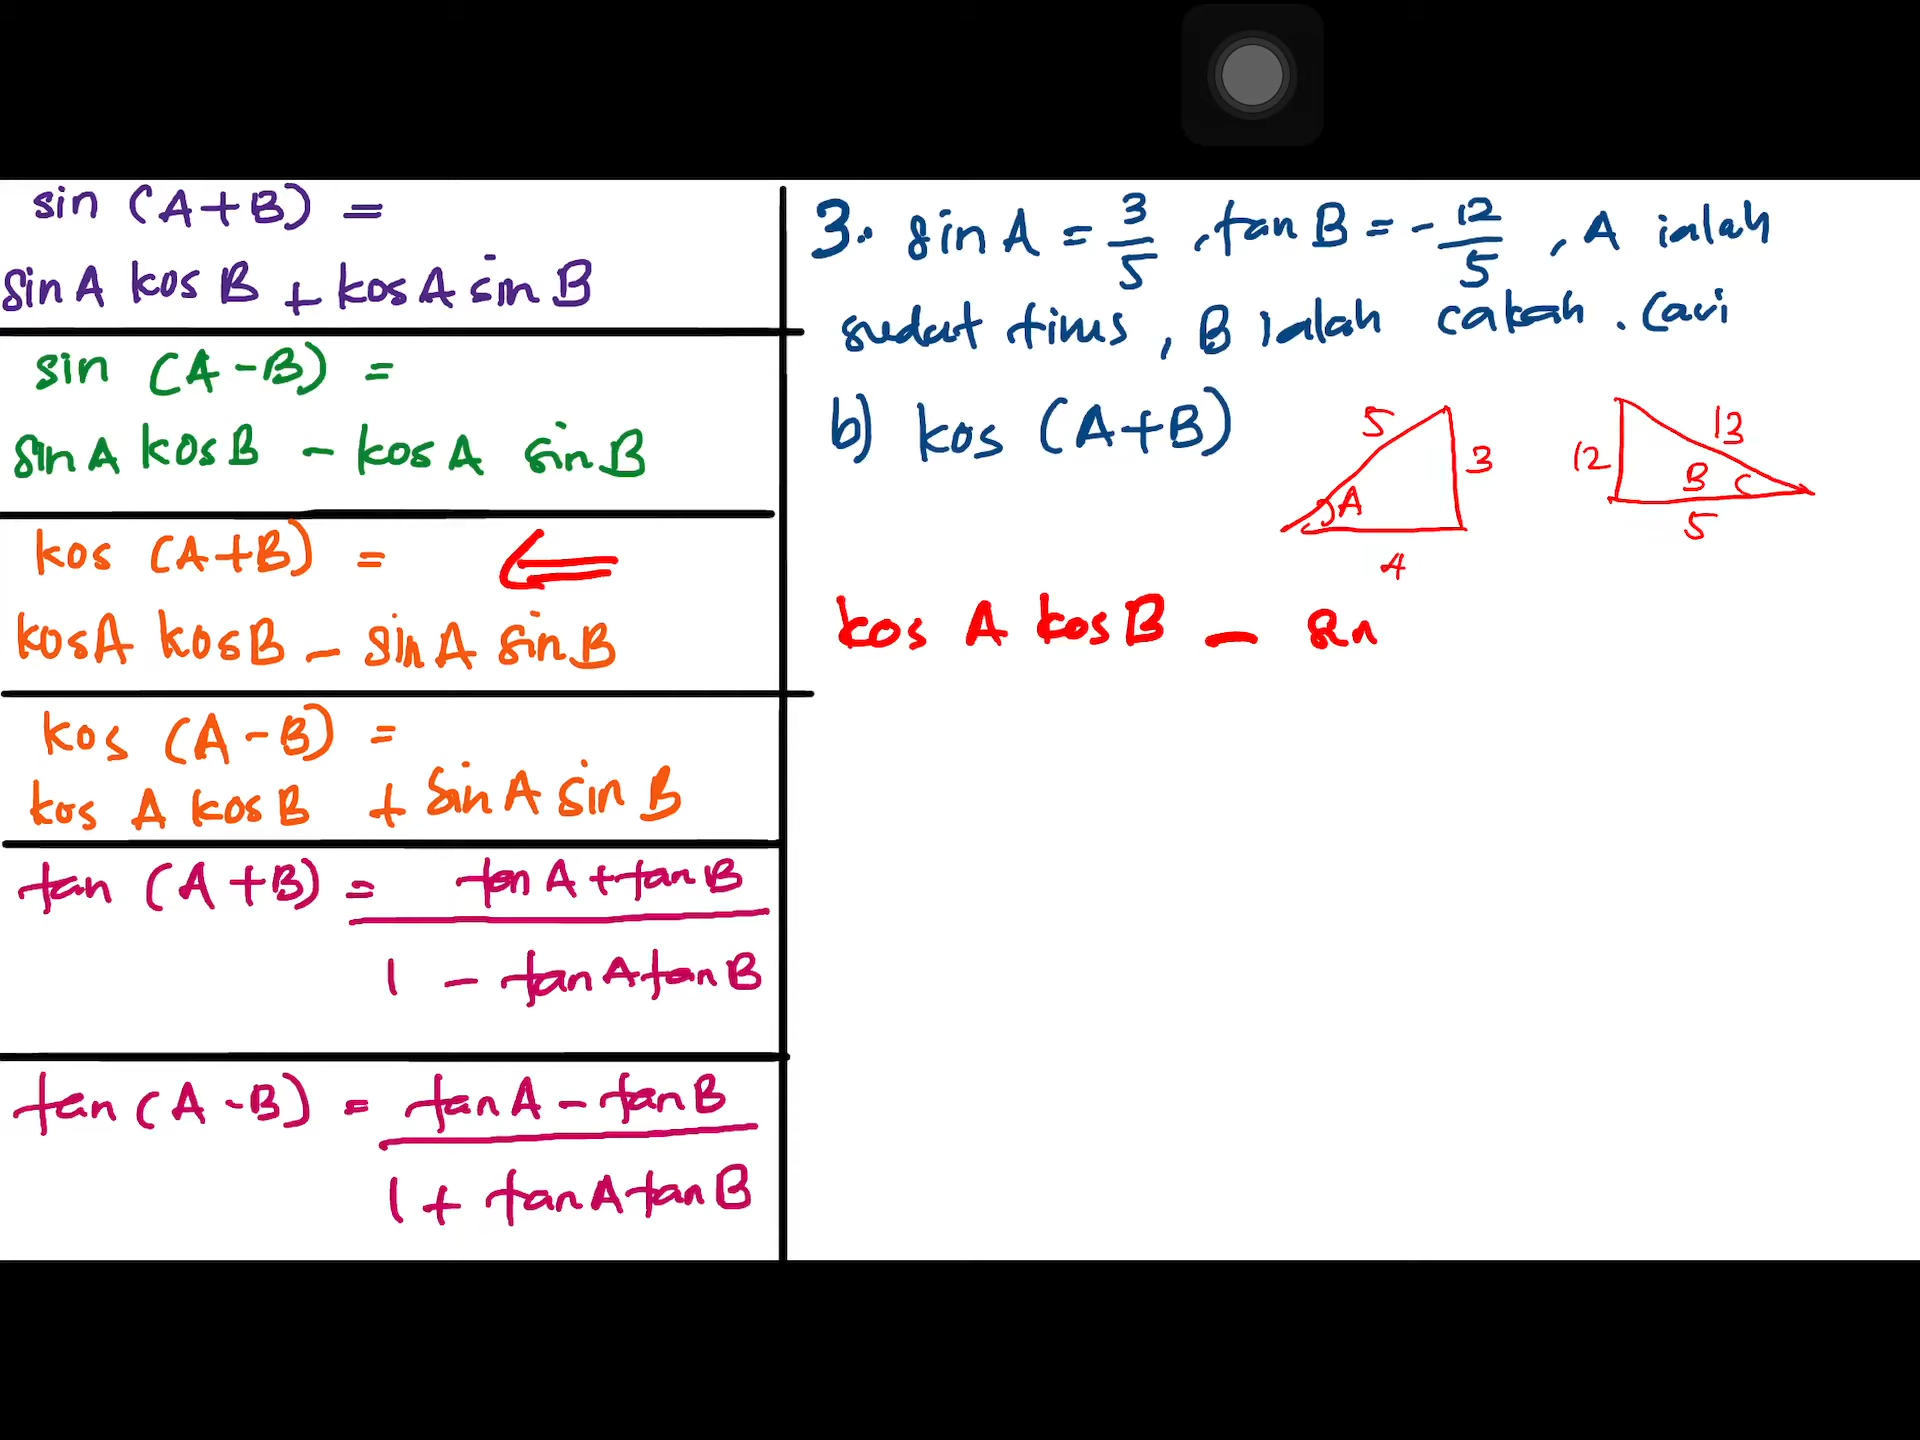 sin (A+B) =
sin A kos B + kos A sin B
sin (A-B) =
sin A kos B - kos A sin B
kos (A+B) =
kos A kos B - sin A sin B
kos (A-B) =
kos A kos B + sin A sin B
tan (A+B) = tan A + tan B
1 - tan A tan B
tan (A-B) = tan A - tan B
1 + tan A tan B
3. sin A = 3/5 , tan B = -12/5 , A ialah
sudut tirus , B ialah cakah . Cari
b) kos (A+B)
5
3
A
4
13
12
B
5
kos A kos B - sin